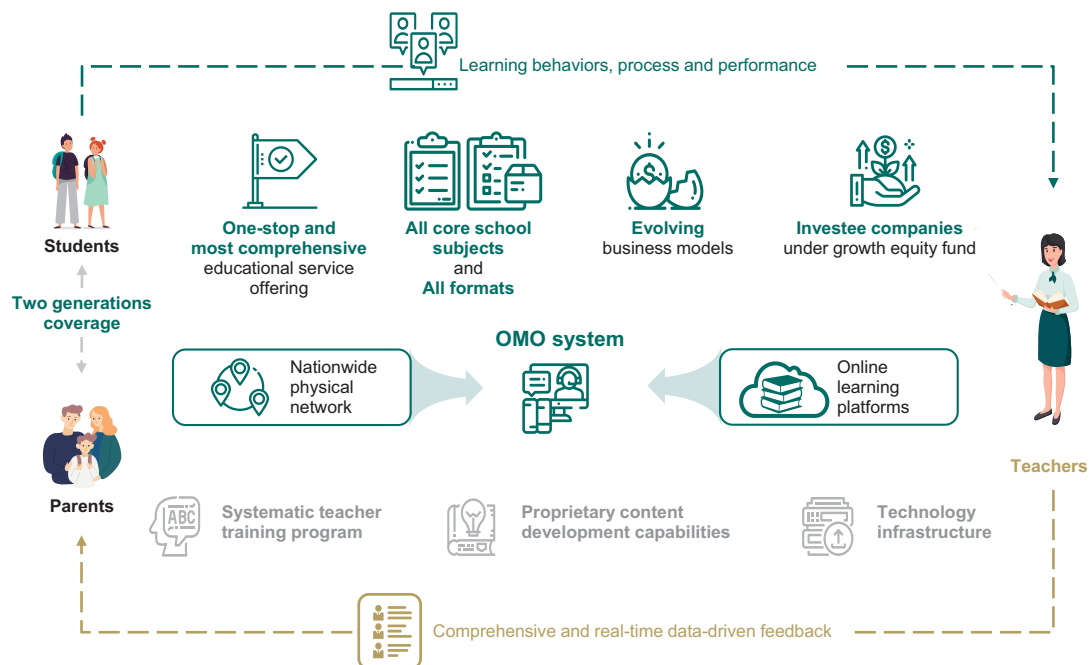 Learning behaviors, process and performance
Students
One-stop and
most comprehensive
educational service
offering
All core school
subjects
and
All formats
Evolving
business models
Investee companies
under growth equity fund
Two generations
coverage
OMO system
Nationwide
physical
network
Online
learning
platforms
Parents
Teachers
ABC
Systematic teacher
training program
Proprietary content
development capabilities
Technology
infrastructure
Comprehensive and real-time data-driven feedback